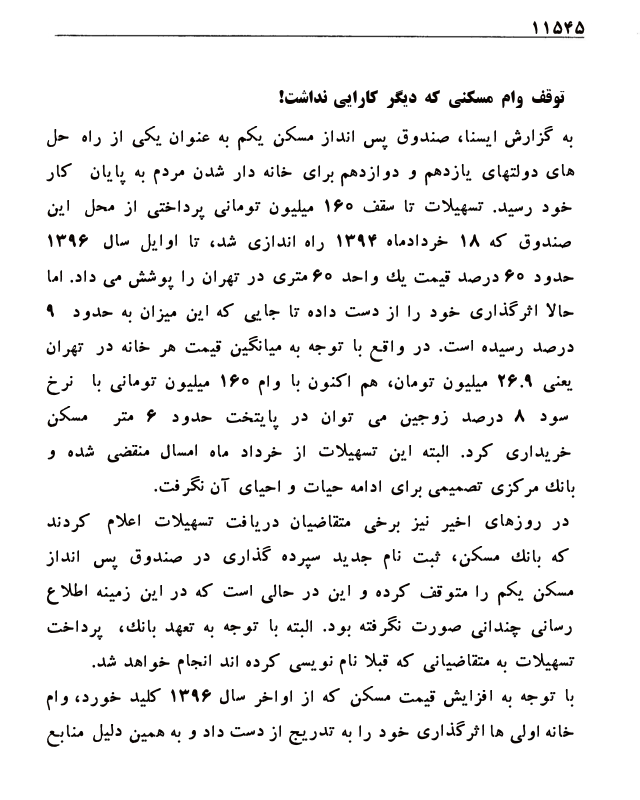 ۱۱۵۴۵
توقف وام مسکنی که دیگر کارایی نداشت!
به گزارش ایسنا، صندوق پس انداز مسکن یکم به عنوان یکی از راه حل
های دولتهای یازدهم و دوازدهم برای خانه دار شدن مردم به پایان کار
خود رسید. تسهیلات تا سقف ۱۶۰ میلیون تومانی پرداختی از محل این
صندوق که ۱۸ خردادماه ۱۳۹۴ راه اندازی شد، تا اوایل سال ۱۳۹۶
حدود ۶۰ درصد قیمت یك واحد ۶۰ متری در تهران را پوشش می داد. اما
حالا اثرگذاری خود را از دست داده تا جایی که این میزان به حدود ۹
درصد رسیده است. در واقع با توجه به میانگین قیمت هر خانه در تهران
یعنی ۲۶.۹ میلیون تومان، هم اکنون با وام ۱۶۰ میلیون تومانی با نرخ
سود ۸ درصد زوجین می توان در پایتخت حدود ۶ متر مسکن
خریداری کرد. البته این تسهیلات از خرداد ماه امسال منقضی شده و
بانك مرکزی تصمیمی برای ادامه حیات و احیای آن نگرفت.
در روزهای اخیر نیز برخی متقاضیان دریافت تسهیلات اعلام کردند
که بانك مسکن، ثبت نام جدید سپرده گذاری در صندوق پس انداز
مسکن یکم را متوقف کرده و این در حالی است که در این زمینه اطلاع
رسانی چندانی صورت نگرفته بود. البته با توجه به تعهد بانك، پرداخت
تسهیلات به متقاضیانی که قبلا نام نویسی کرده اند انجام خواهد شد.
با توجه به افزایش قیمت مسکن که از اواخر سال ۱۳۹۶ کلید خورد، وام
خانه اولی ها اثرگذاری خود را به تدریج از دست داد و به همین دلیل منابع